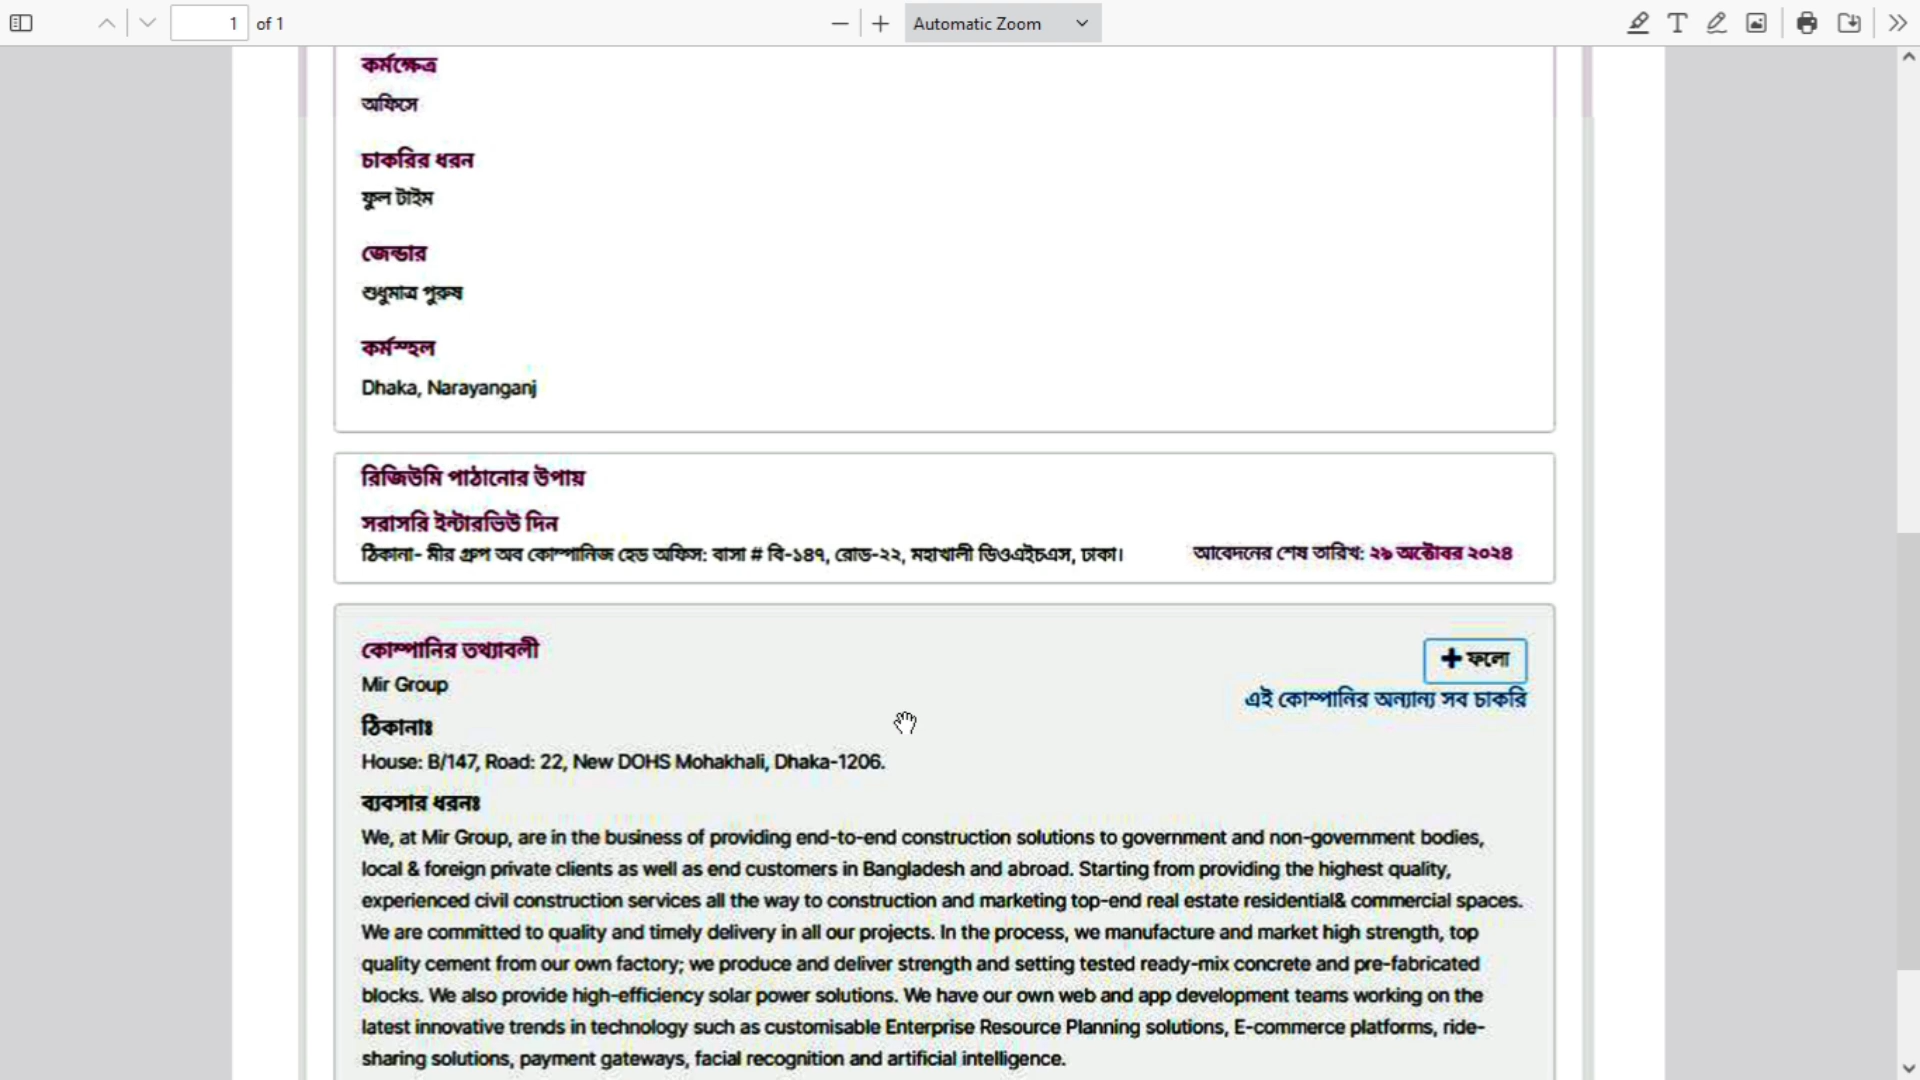 1 of 1
Automatic Zoom
কর্মক্ষেত্র
অফিসে
চাকরির ধরন
ফুল টাইম
জেন্ডার
শুধুমাত্র পুরুষ
কর্মস্হল
Dhaka, Narayanganj
রিজিউমি পাঠানোর উপায়
সরাসরি ইন্টারভিউ দিন
ঠিকানা- মীর গ্রুপ অব কোম্পানিজ হেড অফিস: বাসা # বি-১৪৭, রোড-২২, মহাখালী ডিওএইচএস, ঢাকা।
আবেদনের শেষ তারিখ: ২৯ অক্টোবর ২০২৪
কোম্পানির তথ্যাবলী
+ ফলো
Mir Group
এই কোম্পানির অন্যান্য সব চাকরি
ঠিকানাঃ
House: B/147, Road: 22, New DOHS Mohakhali, Dhaka-1206.
ব্যবসার ধরনঃ
We, at Mir Group, are in the business of providing end-to-end construction solutions to government and non-government bodies,
local & foreign private clients as well as end customers in Bangladesh and abroad. Starting from providing the highest quality,
experienced civil construction services all the way to construction and marketing top-end real estate residential& commercial spaces.
We are committed to quality and timely delivery in all our projects. In the process, we manufacture and market high strength, top
quality cement from our own factory; we produce and deliver strength and setting tested ready-mix concrete and pre-fabricated
blocks. We also provide high-efficiency solar power solutions. We have our own web and app development teams working on the
latest innovative trends in technology such as customisable Enterprise Resource Planning solutions, E-commerce platforms, ride-
sharing solutions, payment gateways, facial recognition and artificial intelligence.